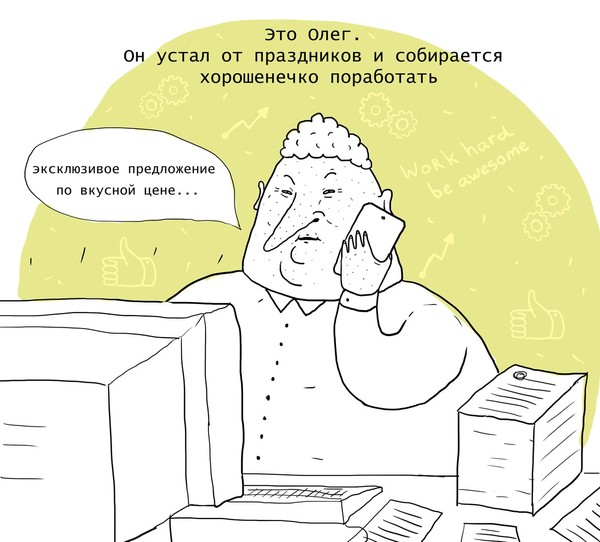 Это Олег.
Он устал от праздников и собирается
хорошенечко поработать
эксклюзивое предложение
по вкусной цене...
Work hard
be awesome